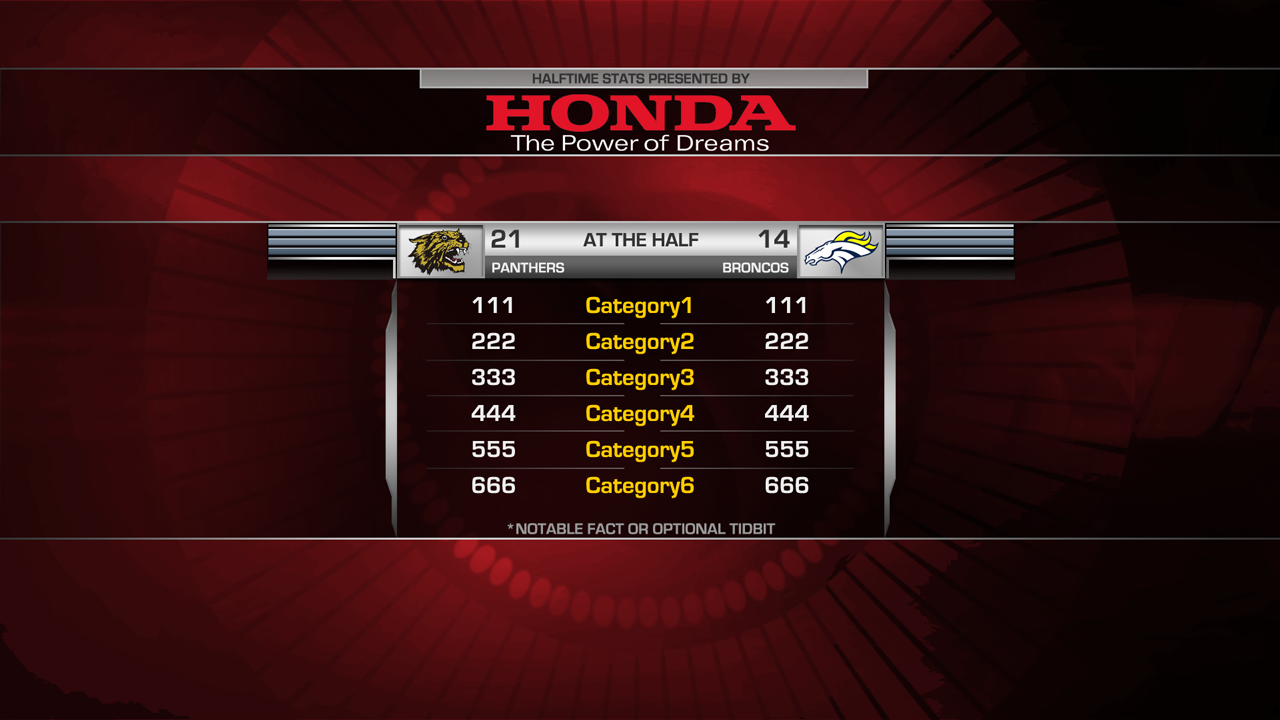 HALFTIME STATS PRESENTED BY
HONDA
The Power of Dreams
21 AT THE HALF 14
PANTHERS BRONCOS
111 Category1 111
222 Category2 222
333 Category3 333
444 Category4 444
555 Category5 555
666 Category6 666
*NOTABLE FACT OR OPTIONAL TIDBIT